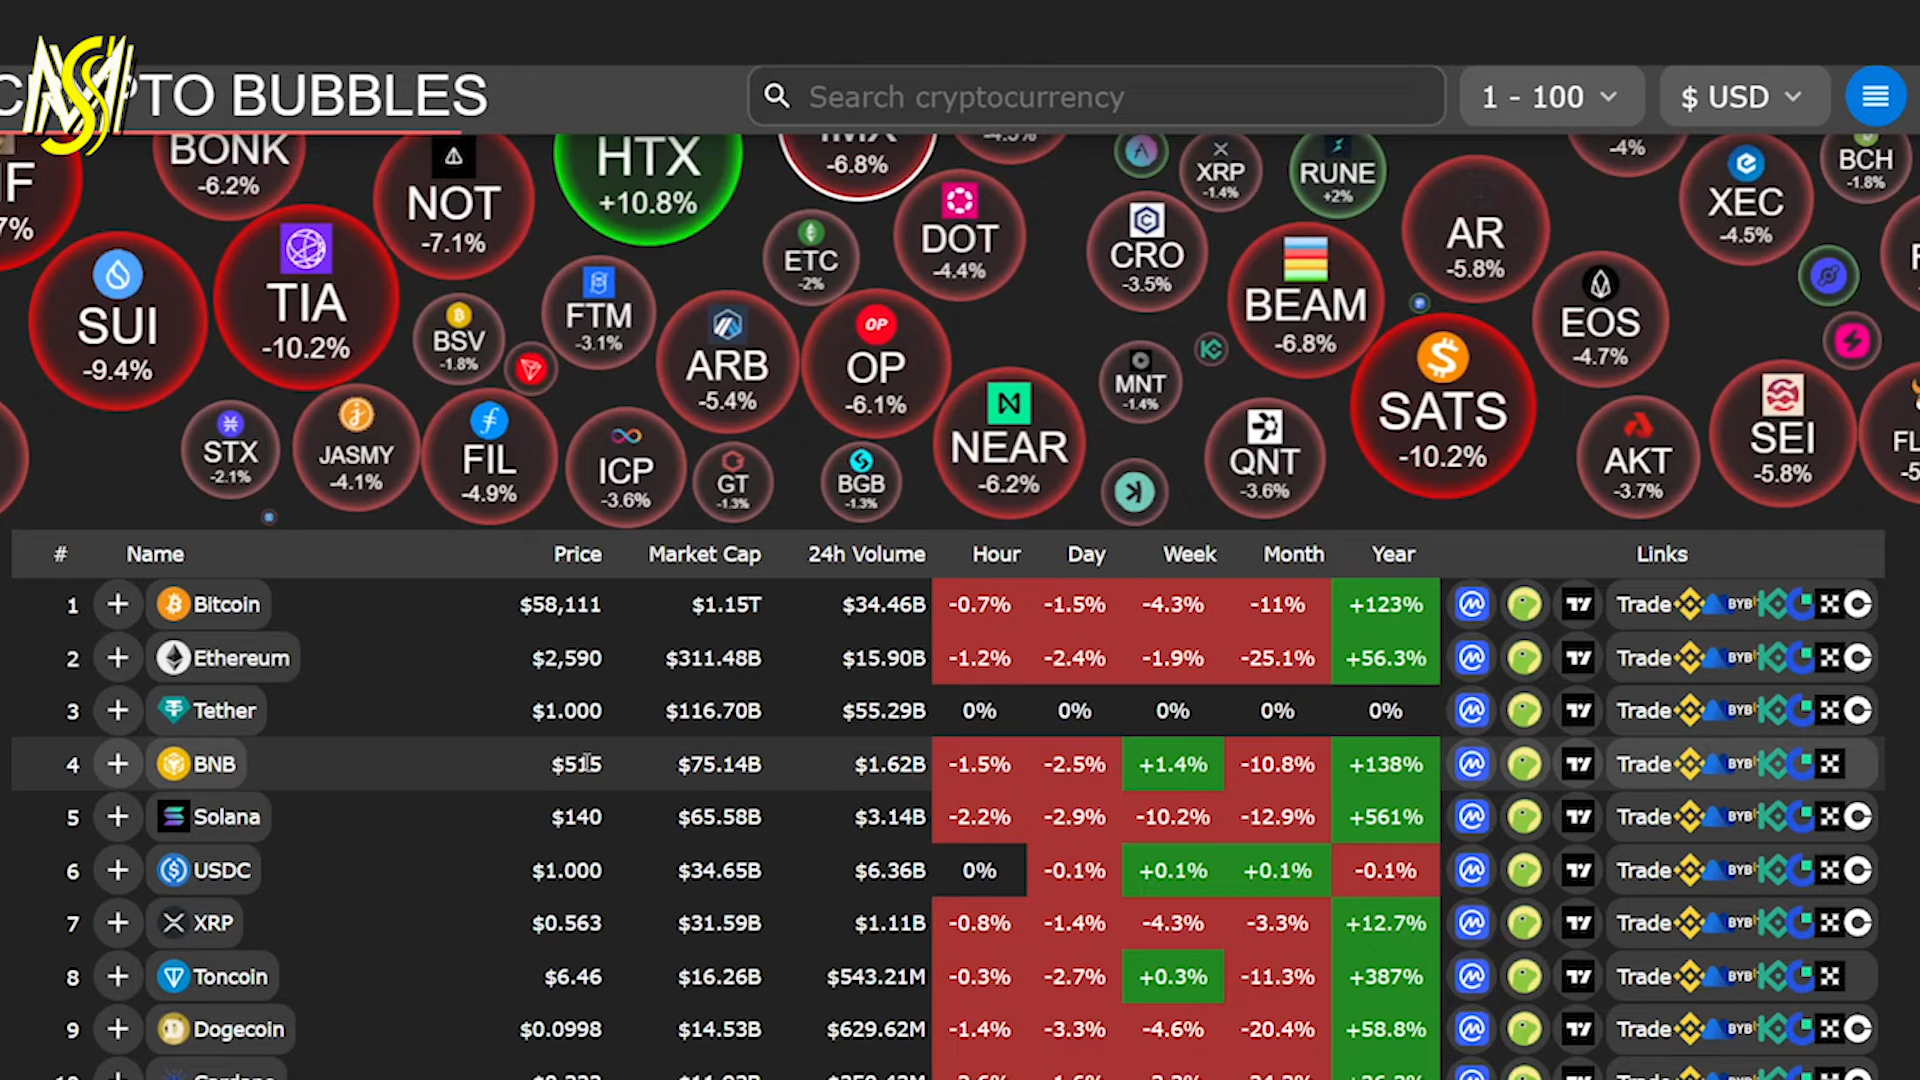 CRYPTO BUBBLES
Search cryptocurrency
1 - 100
$ USD
BONK
-6.2%
NOT
-7.1%
HTX
+10.8%
-6.8%
DOT
-4.4%
XRP
-1.4%
RUNE
+2%
AR
-5.8%
-4%
XEC
-4.5%
BCH
-1.8%
SUI
-9.4%
TIA
-10.2%
BSV
-1.8%
FTM
-3.1%
ARB
-5.4%
ETC
-2%
OP
OP
-6.1%
CRO
-3.5%
BEAM
-6.8%
EOS
-4.7%
STX
-2.1%
JASMY
-4.1%
FIL
-4.9%
ICP
-3.6%
GT
-1.3%
BGB
-1.3%
NEAR
-6.2%
MNT
-1.4%
QNT
-3.6%
SATS
-10.2%
AKT
-3.7%
SEI
-5.8%
# Name Price Market Cap 24h Volume Hour Day Week Month Year Links
1 Bitcoin $58,111 $1.15T $34.46B -0.7% -1.5% -4.3% -11% +123% Trade
2 Ethereum $2,590 $311.48B $15.90B -1.2% -2.4% -1.9% -25.1% +56.3% Trade
3 Tether $1.000 $116.70B $55.29B 0% 0% 0% 0% 0% Trade
4 BNB $515 $75.14B $1.62B -1.5% -2.5% +1.4% -10.8% +138% Trade
5 Solana $140 $65.58B $3.14B -2.2% -2.9% -10.2% -12.9% +561% Trade
6 USDC $1.000 $34.65B $6.36B 0% -0.1% +0.1% +0.1% -0.1% Trade
7 XRP $0.563 $31.59B $1.11B -0.8% -1.4% -4.3% -3.3% +12.7% Trade
8 Toncoin $6.46 $16.26B $543.21M -0.3% -2.7% +0.3% -11.3% +387% Trade
9 Dogecoin $0.0998 $14.53B $629.62M -1.4% -3.3% -4.6% -20.4% +58.8% Trade